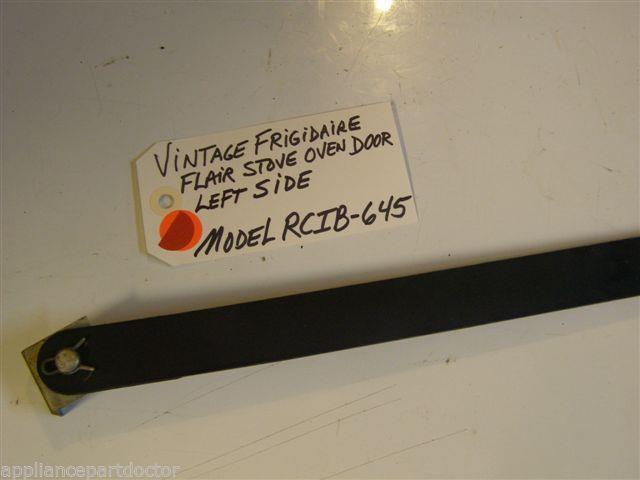 VINTAGE FRIGIDAIRE
FLAIR STOVE OVEN DOOR
LEFT SIDE
MODEL RCIB-645
appliancepartdoctor